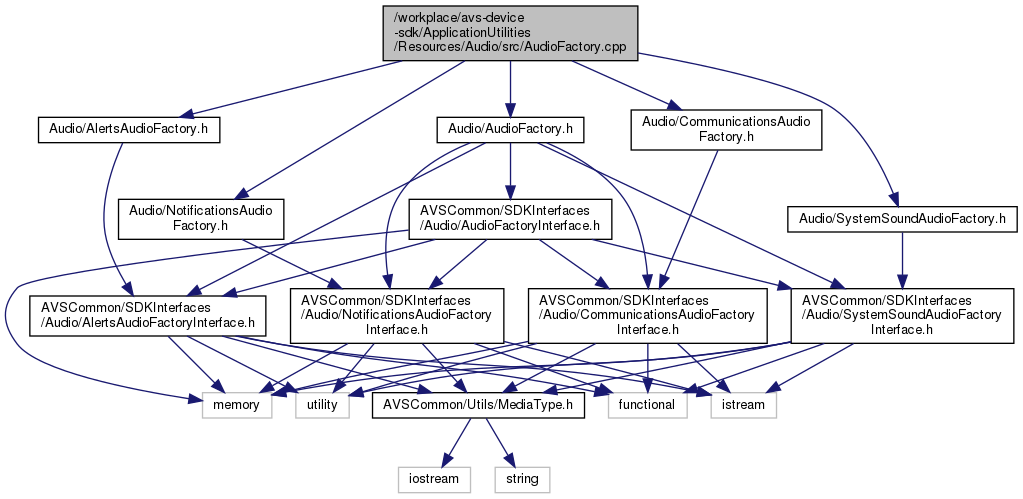 /workplace/avs-device
-sdk/ApplicationUtilities
/Resources/Audio/src/AudioFactory.cpp
Audio/AlertsAudioFactory.h
Audio/AudioFactory.h
Audio/CommunicationsAudio
Factory.h
Audio/NotificationsAudio
Factory.h
AVSCommon/SDKInterfaces
/Audio/AudioFactoryInterface.h
Audio/SystemSoundAudioFactory.h
AVSCommon/SDKInterfaces
/Audio/AlertsAudioFactoryInterface.h
AVSCommon/SDKInterfaces
/Audio/NotificationsAudioFactory
Interface.h
AVSCommon/SDKInterfaces
/Audio/CommunicationsAudioFactory
Interface.h
AVSCommon/SDKInterfaces
/Audio/SystemSoundAudioFactory
Interface.h
memory
utility
AVSCommon/Utils/MediaType.h
functional
istream
iostream
string